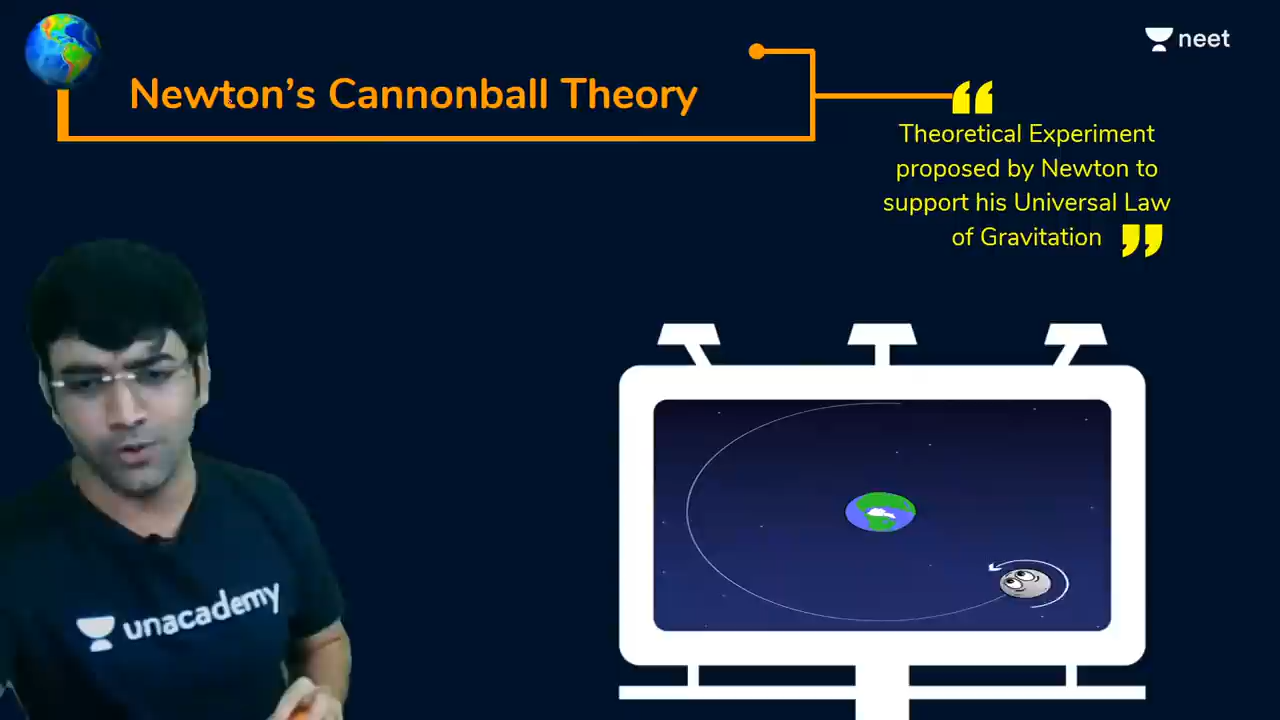 neet
Newton’s Cannonball Theory
“
Theoretical Experiment
proposed by Newton to
support his Universal Law
of Gravitation ”
unacademy